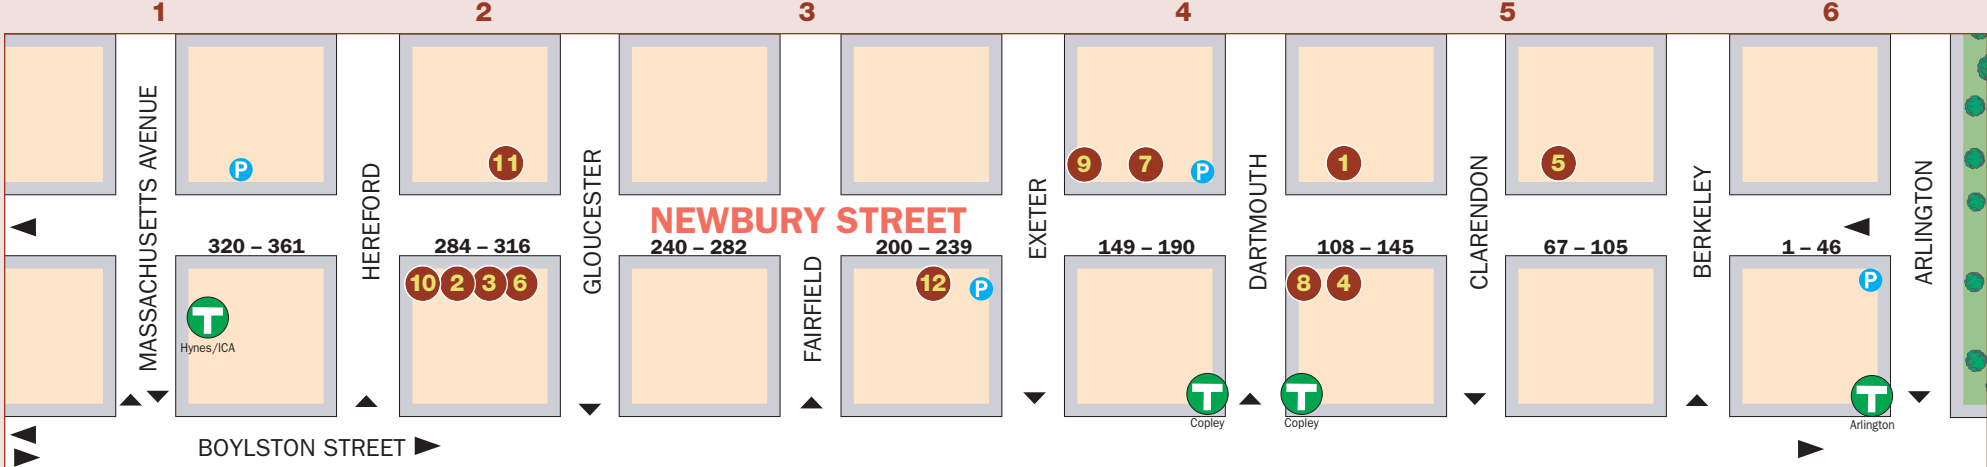 1 2 3 4 5 6
MASSACHUSETTS AVENUE
HEREFORD
GLOUCESTER
FAIRFIELD
EXETER
DARTMOUTH
CLARENDON
BERKELEY
ARLINGTON
P
11
9 7 P
1
5
NEWBURY STREET
320 – 361 284 – 316 240 – 282 200 – 239 149 – 190 108 – 145 67 – 105 1 – 46
10 2 3 6
12 P
8 4
P
T
Hynes/ICA
T
Copley
T
Copley
T
Arlington
BOYLSTON STREET